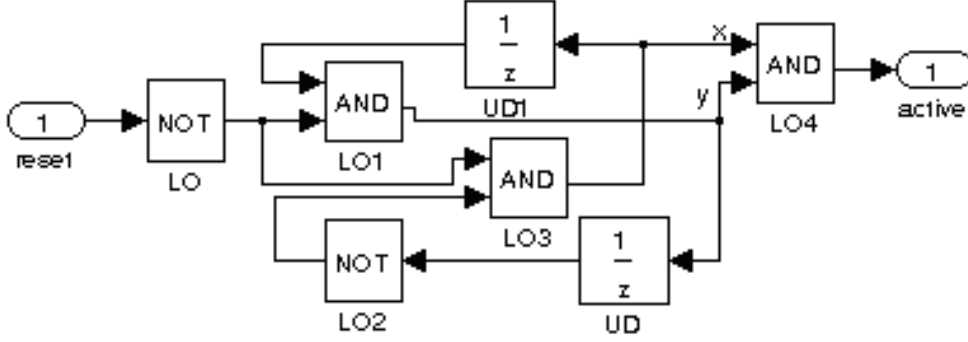 1
z
UD1
x
AND
LO4
1
active
1
reset
NOT
LO
AND
LO1
y
AND
LO3
NOT
LO2
1
z
UD